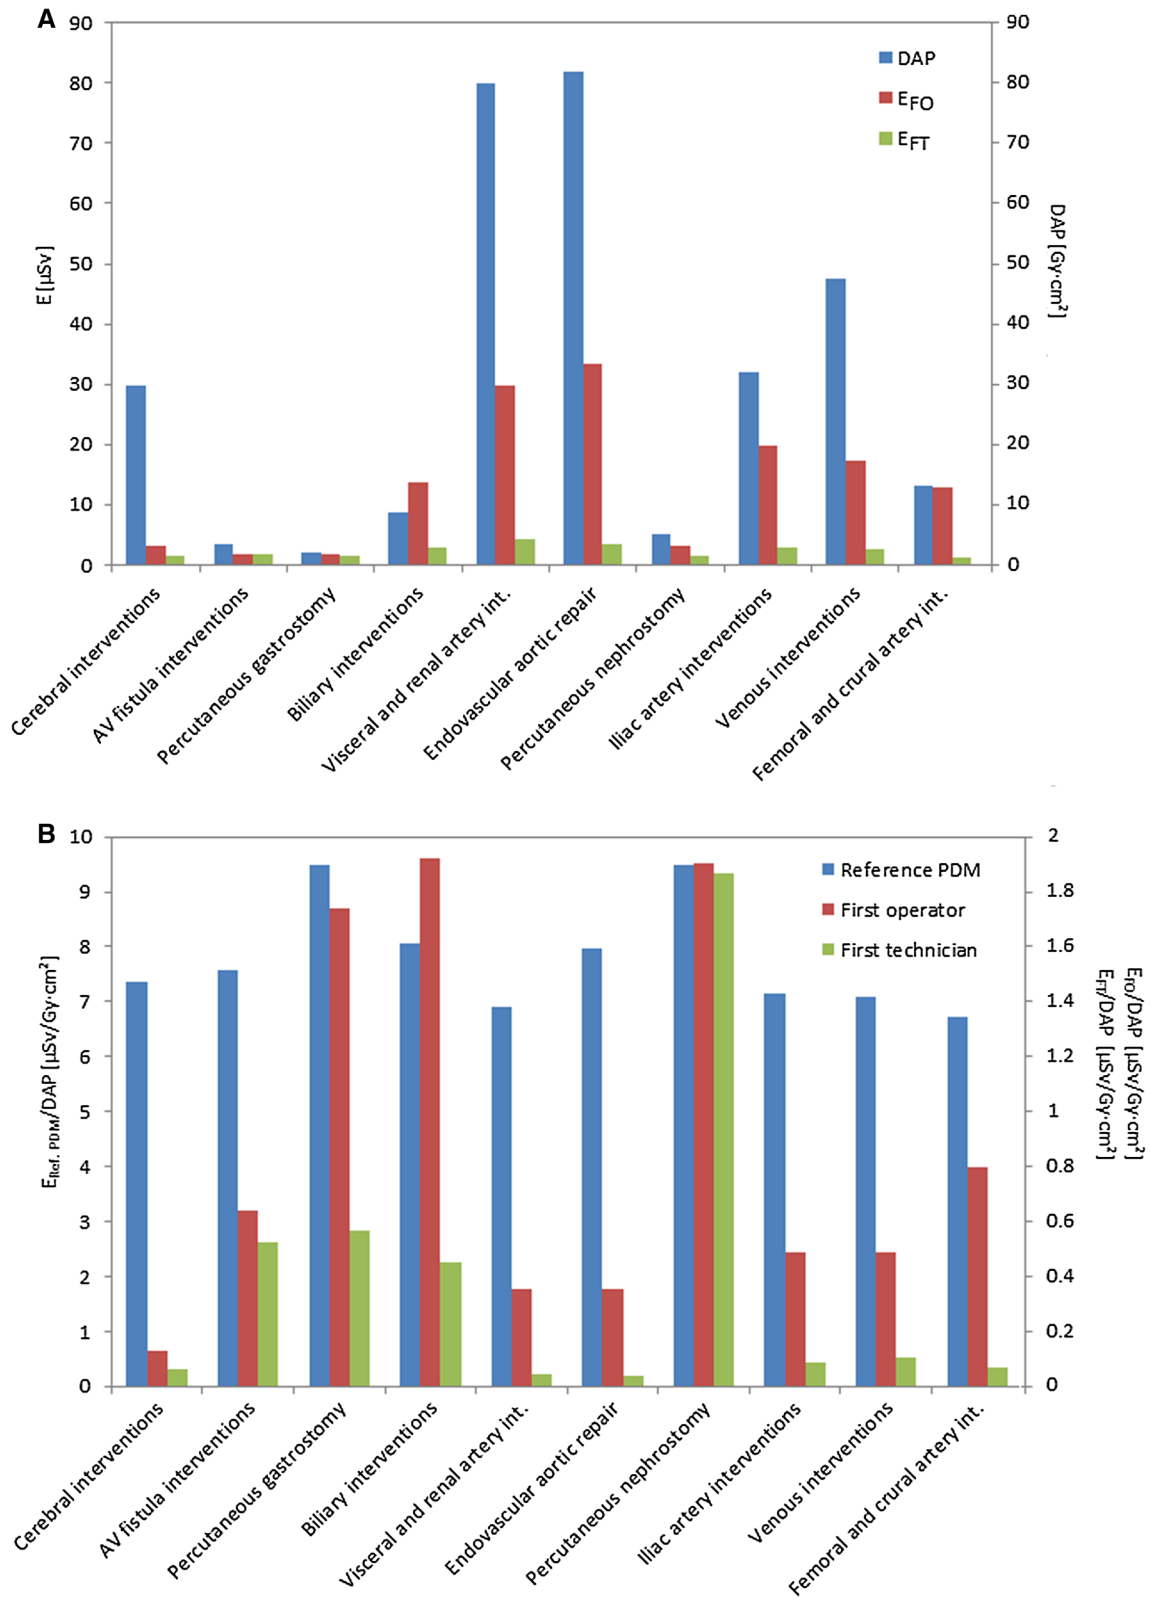 A
90
80
70
60
50
40
30
20
10
0
E [µSv]
90
80
70
60
50
40
30
20
10
0
DAP [Gy·cm²]
DAP
EFO
EFT
Cerebral interventions
AV fistula interventions
Percutaneous gastrostomy
Biliary interventions
Visceral and renal artery int.
Endovascular aortic repair
Percutaneous nephrostomy
Iliac artery interventions
Venous interventions
Femoral and crural artery int.
B
10
9
8
7
6
5
4
3
2
1
0
ERef. PDM/DAP [µSv/Gy·cm²]
2
1.8
1.6
1.4
1.2
1
0.8
0.6
0.4
0.2
0
EFO/DAP [µSv/Gy·cm²]
EFT/DAP [µSv/Gy·cm²]
Reference PDM
First operator
First technician
Cerebral interventions
AV fistula interventions
Percutaneous gastrostomy
Biliary interventions
Visceral and renal artery int.
Endovascular aortic repair
Percutaneous nephrostomy
Iliac artery interventions
Venous interventions
Femoral and crural artery int.